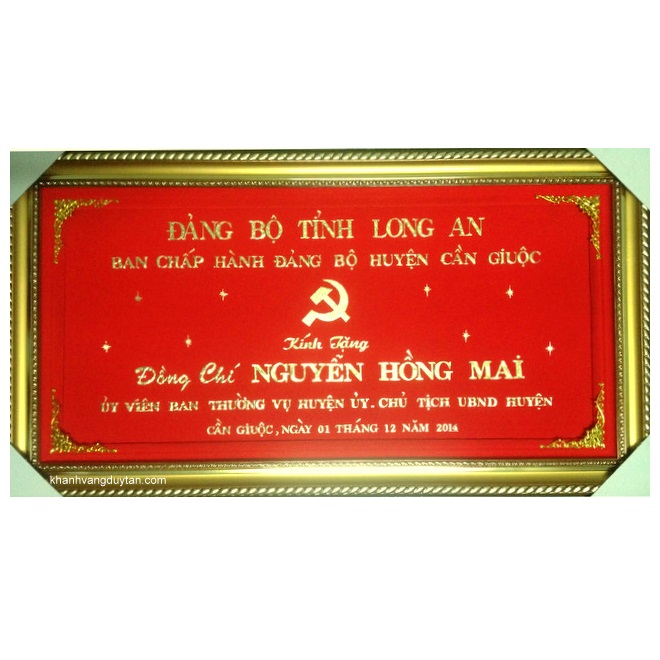 ĐẢNG BỘ TỈNH LONG AN
BAN CHẤP HÀNH ĐẢNG BỘ HUYỆN CẦN GIUỘC
Kính Tặng
Đồng Chí NGUYỄN HỒNG MAI
ỦY VIÊN BAN THƯỜNG VỤ HUYỆN ỦY. CHỦ TỊCH UBND HUYỆN
CẦN GIUỘC, NGÀY 01 THÁNG 12 NĂM 2014
khanhvangduytan.com